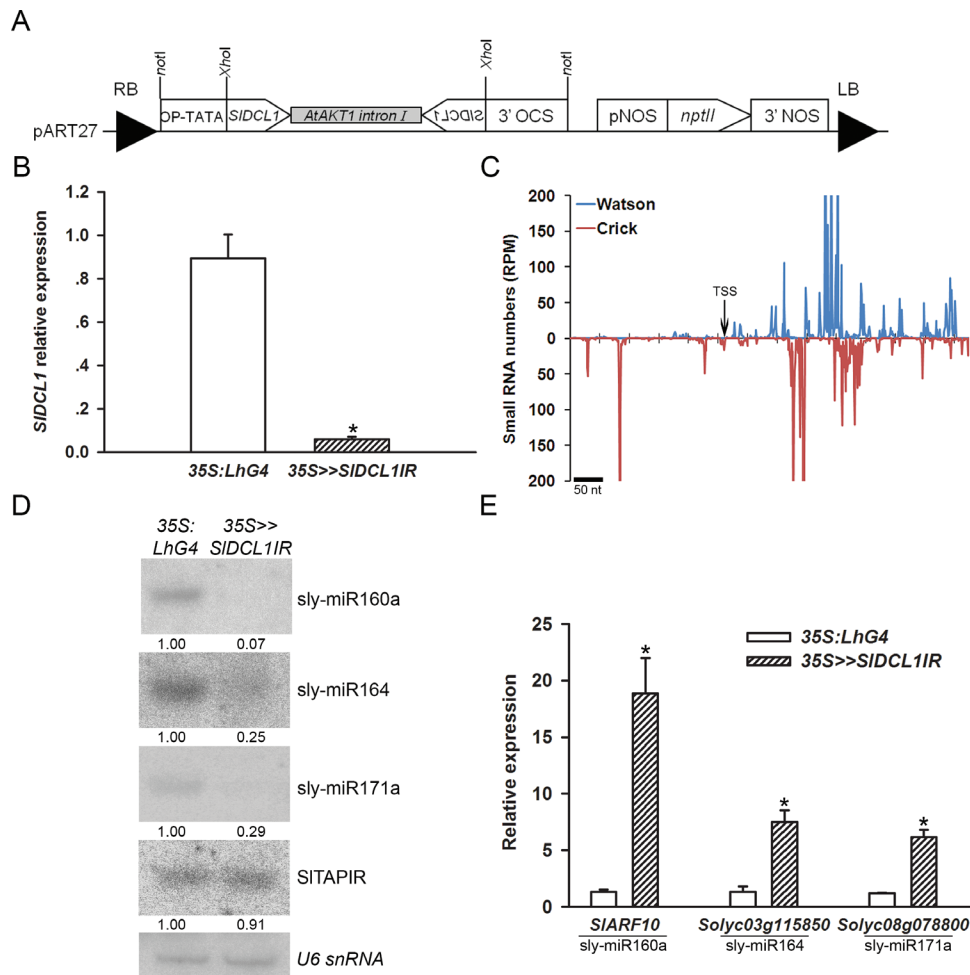 A
notI
XhoI
XhoI
notI
RB
LB
pART27
OP-TATA
SlDCL1
AtAKT1 intron I
SlDCL1
3' OCS
pNOS
nptII
3' NOS
B
1.2
1.0
0.8
0.6
.4
.2
0.0
SlDCL1 relative expression
*
35S:LhG4
35S>>SlDCL1IR
C
200
150
100
50
0
50
100
150
200
Small RNA numbers (RPM)
Watson
Crick
TSS
50 nt
D
35S:
LhG4
35S>>
SlDCL1IR
sly-miR160a
1.00 0.07
sly-miR164
1.00 0.25
sly-miR171a
1.00 0.29
SlTAPIR
1.00 0.91
U6 snRNA
E
25
20
15
10
5
0
Relative expression
35S:LhG4
35S>>SlDCL1IR
*
*
*
SlARF10
sly-miR160a
Solyc03g115850
sly-miR164
Solyc08g078800
sly-miR171a